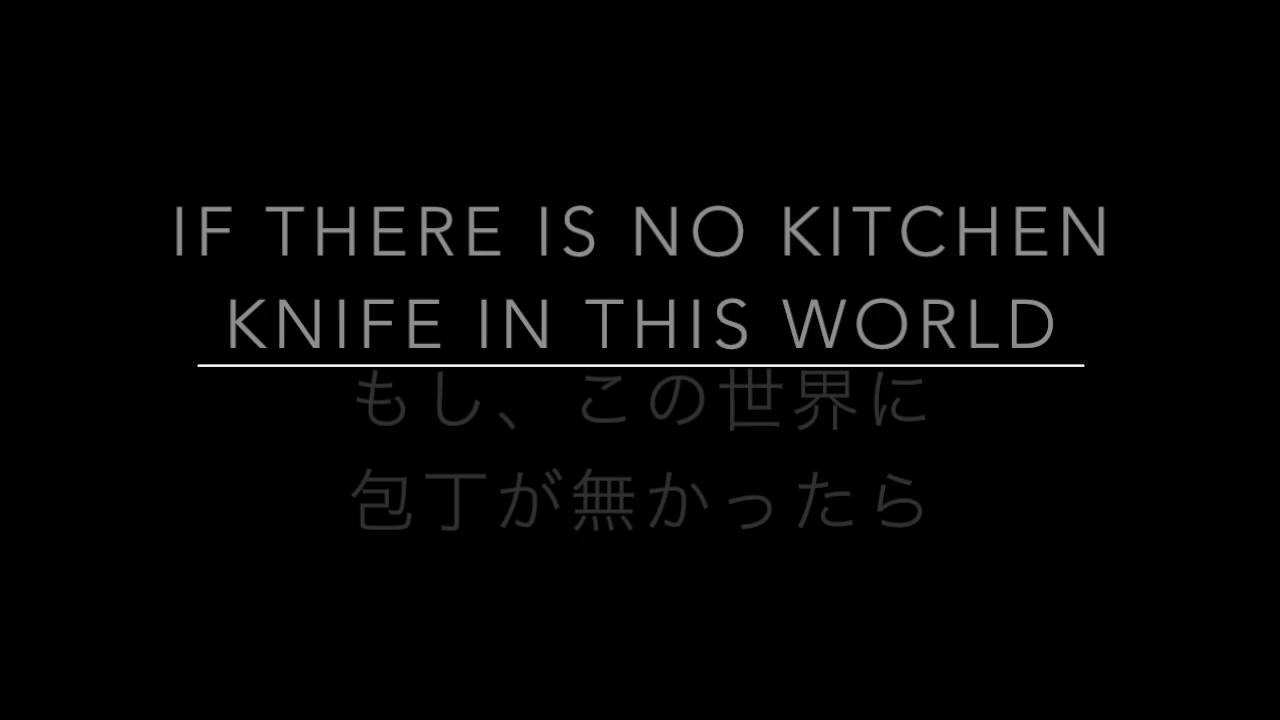 IF THERE IS NO KITCHEN
KNIFE IN THIS WORLD
もし、この世界に
包丁が無かったら